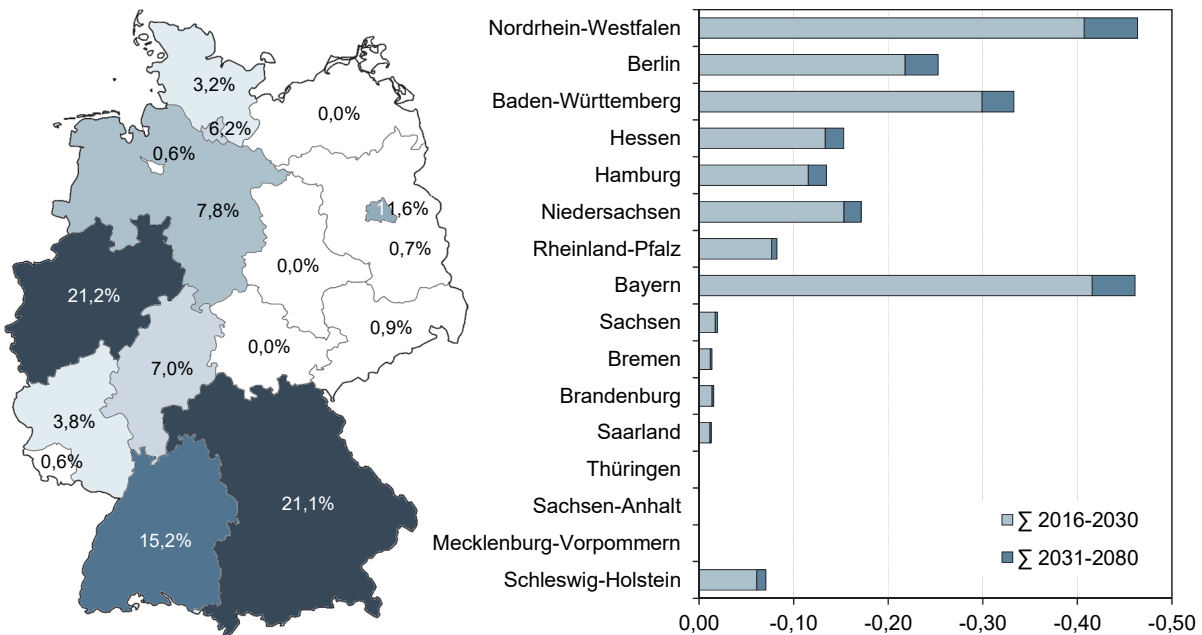 3,2%
0,0%
6,2%
0,6%
11,6%
7,8%
0,7%
0,0%
21,2%
0,9%
0,0%
7,0%
3,8%
0,6%
21,1%
15,2%
Nordrhein-Westfalen
Berlin
Baden-Württemberg
Hessen
Hamburg
Niedersachsen
Rheinland-Pfalz
Bayern
Sachsen
Bremen
Brandenburg
Saarland
Thüringen
Sachsen-Anhalt
Mecklenburg-Vorpommern
Schleswig-Holstein
∑ 2016-2030
∑ 2031-2080
0,00 -0,10 -0,20 -0,30 -0,40 -0,50